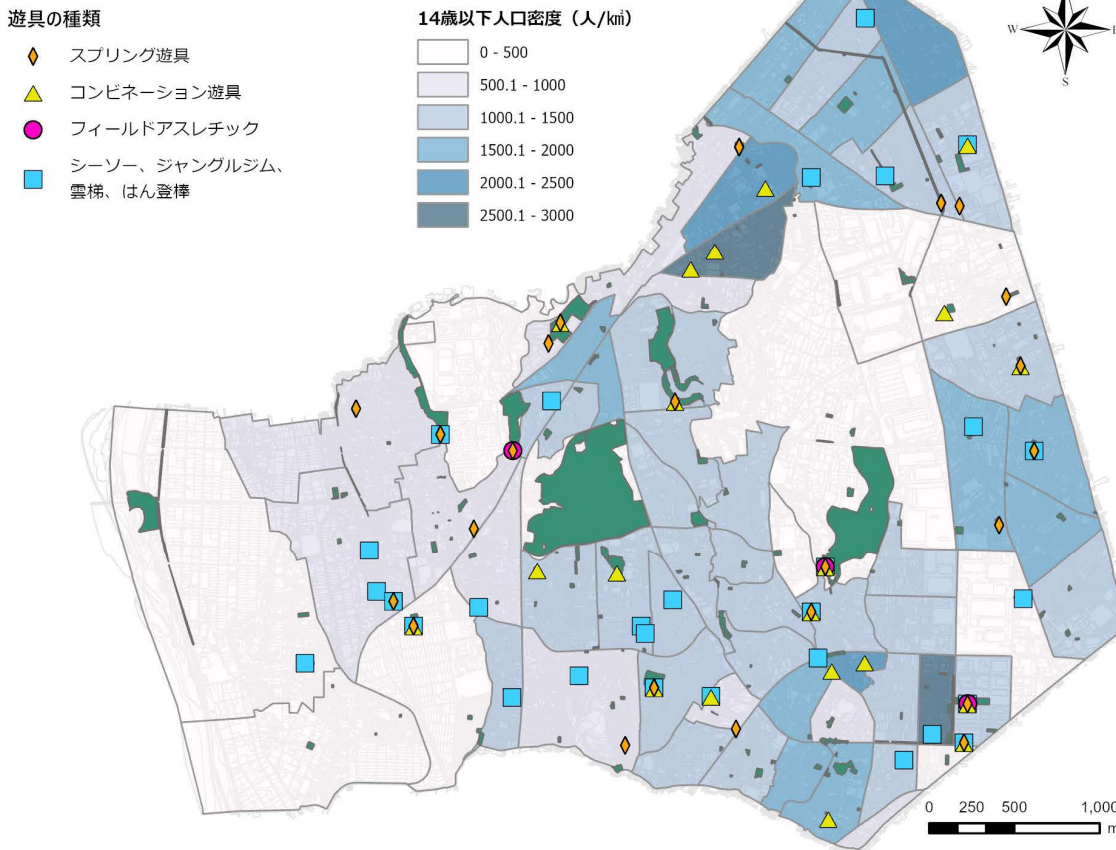 遊具の種類
スプリング遊具
コンビネーション遊具
フィールドアスレチック
シーソー、ジャングルジム、
雲梯、はん登棒
14歳以下人口密度（人/㎢）
0 - 500
500.1 - 1000
1000.1 - 1500
1500.1 - 2000
2000.1 - 2500
2500.1 - 3000
W
E
S
0 250 500 1,000
m